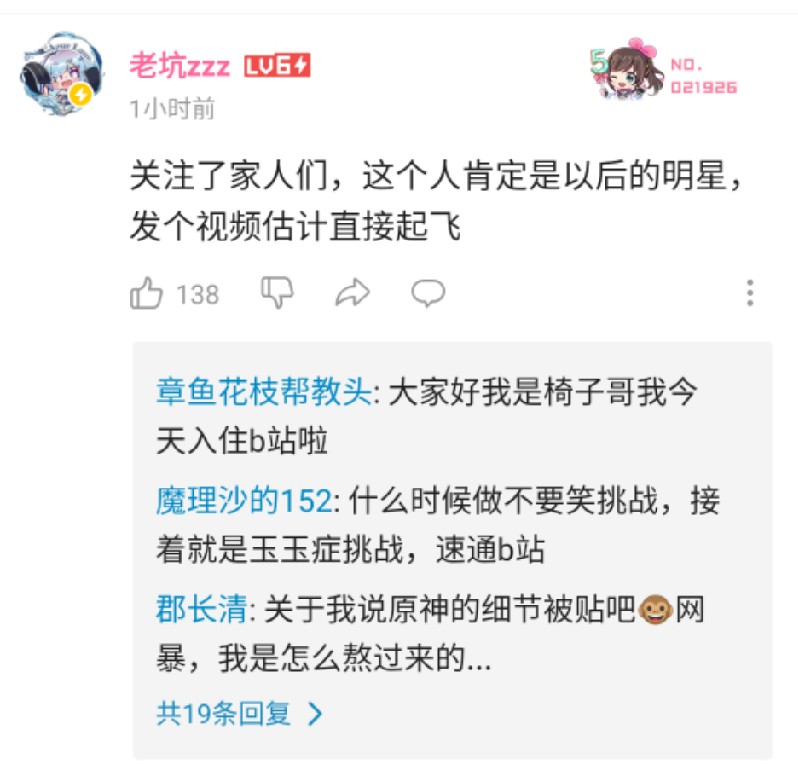 老坑zzz LV6
NO.
021926
1小时前
关注了家人们，这个人肯定是以后的明星，
发个视频估计直接起飞
138
章鱼花枝帮教头: 大家好我是椅子哥我今
天入住b站啦
魔理沙的152: 什么时候做不要笑挑战，接
着就是玉玉症挑战，速通b站
郡长清: 关于我说原神的细节被贴吧🐵网
暴，我是怎么熬过来的...
共19条回复 >